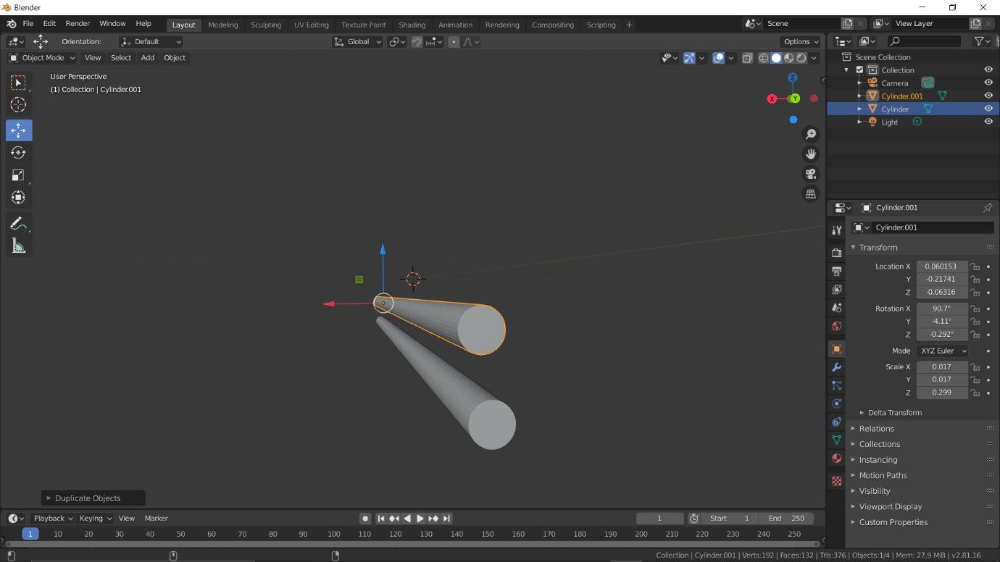 Blender
File Edit Render Window Help Layout Modeling Sculpting UV Editing Texture Paint Shading Animation Rendering Compositing Scripting + Scene View Layer
Orientation: Default Global Options
Object Mode View Select Add Object
User Perspective
(1) Collection | Cylinder.001
Z
X Y
Scene Collection
Collection
Camera
Cylinder.001
Cylinder
Light
Cylinder.001
Cylinder.001
Transform
Location X 0.060153
Y -0.21741
Z -0.06316
Rotation X 90.7°
Y -4.11°
Z -0.292°
Mode XYZ Euler
Scale X 0.017
Y 0.017
Z 0.299
Delta Transform
Relations
Collections
Instancing
Motion Paths
Visibility
Viewport Display
Custom Properties
Duplicate Objects
Playback Keying View Marker 1 Start 1 End 250
1 10 20 30 40 50 60 70 80 90 100 110 120 130 140 150 160 170 180 190 200 210 220 230 240 250
Collection | Cylinder.001 | Verts:192 | Faces:132 | Tris:376 | Objects:1/4 | Mem: 27.9 MiB | v2.81.16